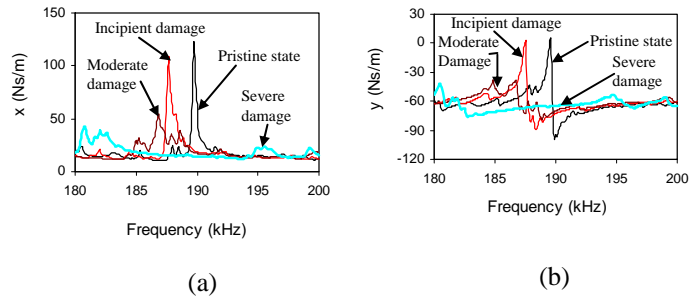 150
100
50
0
x (Ns/m)
Incipient damage
Moderate
damage
Pristine state
Severe
damage
180 185 190 195 200
Frequency (kHz)
(a)
30
0
-30
-60
-90
-120
y (Ns/m)
Incipient damage
Moderate
Damage
Pristine state
Severe
damage
180 185 190 195 200
Frequency (kHz)
(b)